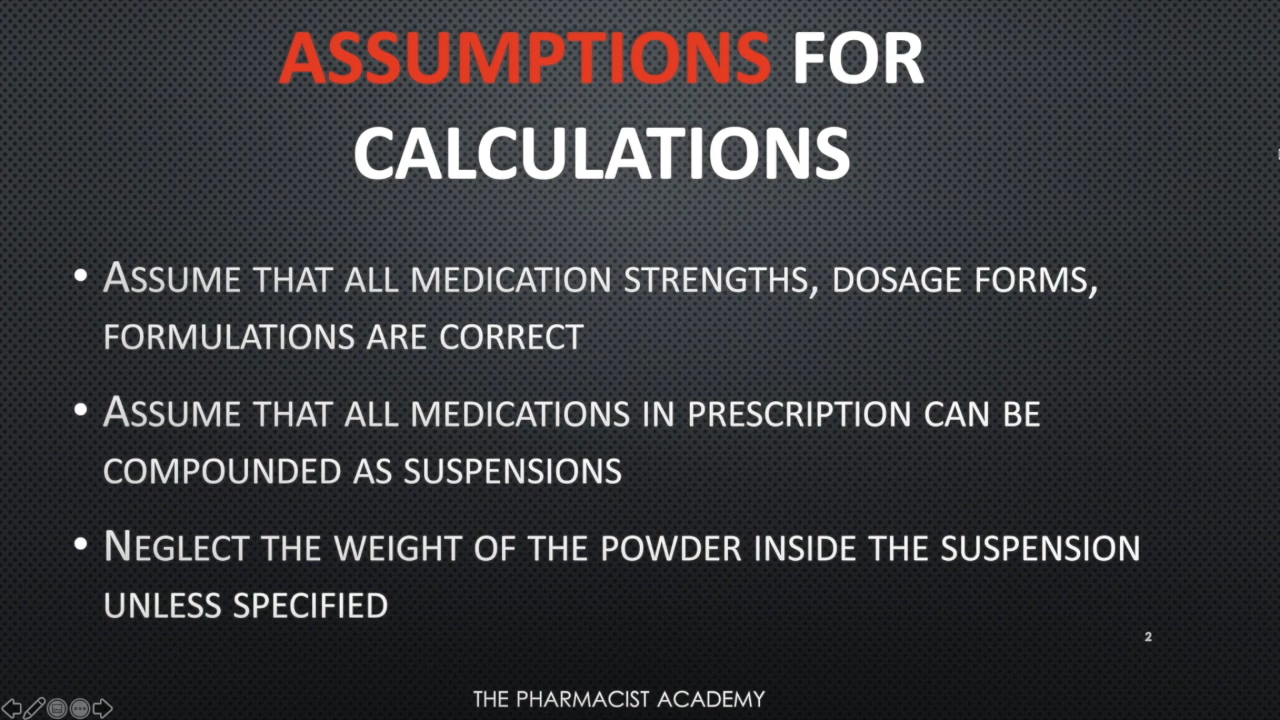 ASSUMPTIONS FOR
CALCULATIONS
• ASSUME THAT ALL MEDICATION STRENGTHS, DOSAGE FORMS,
FORMULATIONS ARE CORRECT
• ASSUME THAT ALL MEDICATIONS IN PRESCRIPTION CAN BE
COMPOUNDED AS SUSPENSIONS
• NEGLECT THE WEIGHT OF THE POWDER INSIDE THE SUSPENSION
UNLESS SPECIFIED
2
THE PHARMACIST ACADEMY